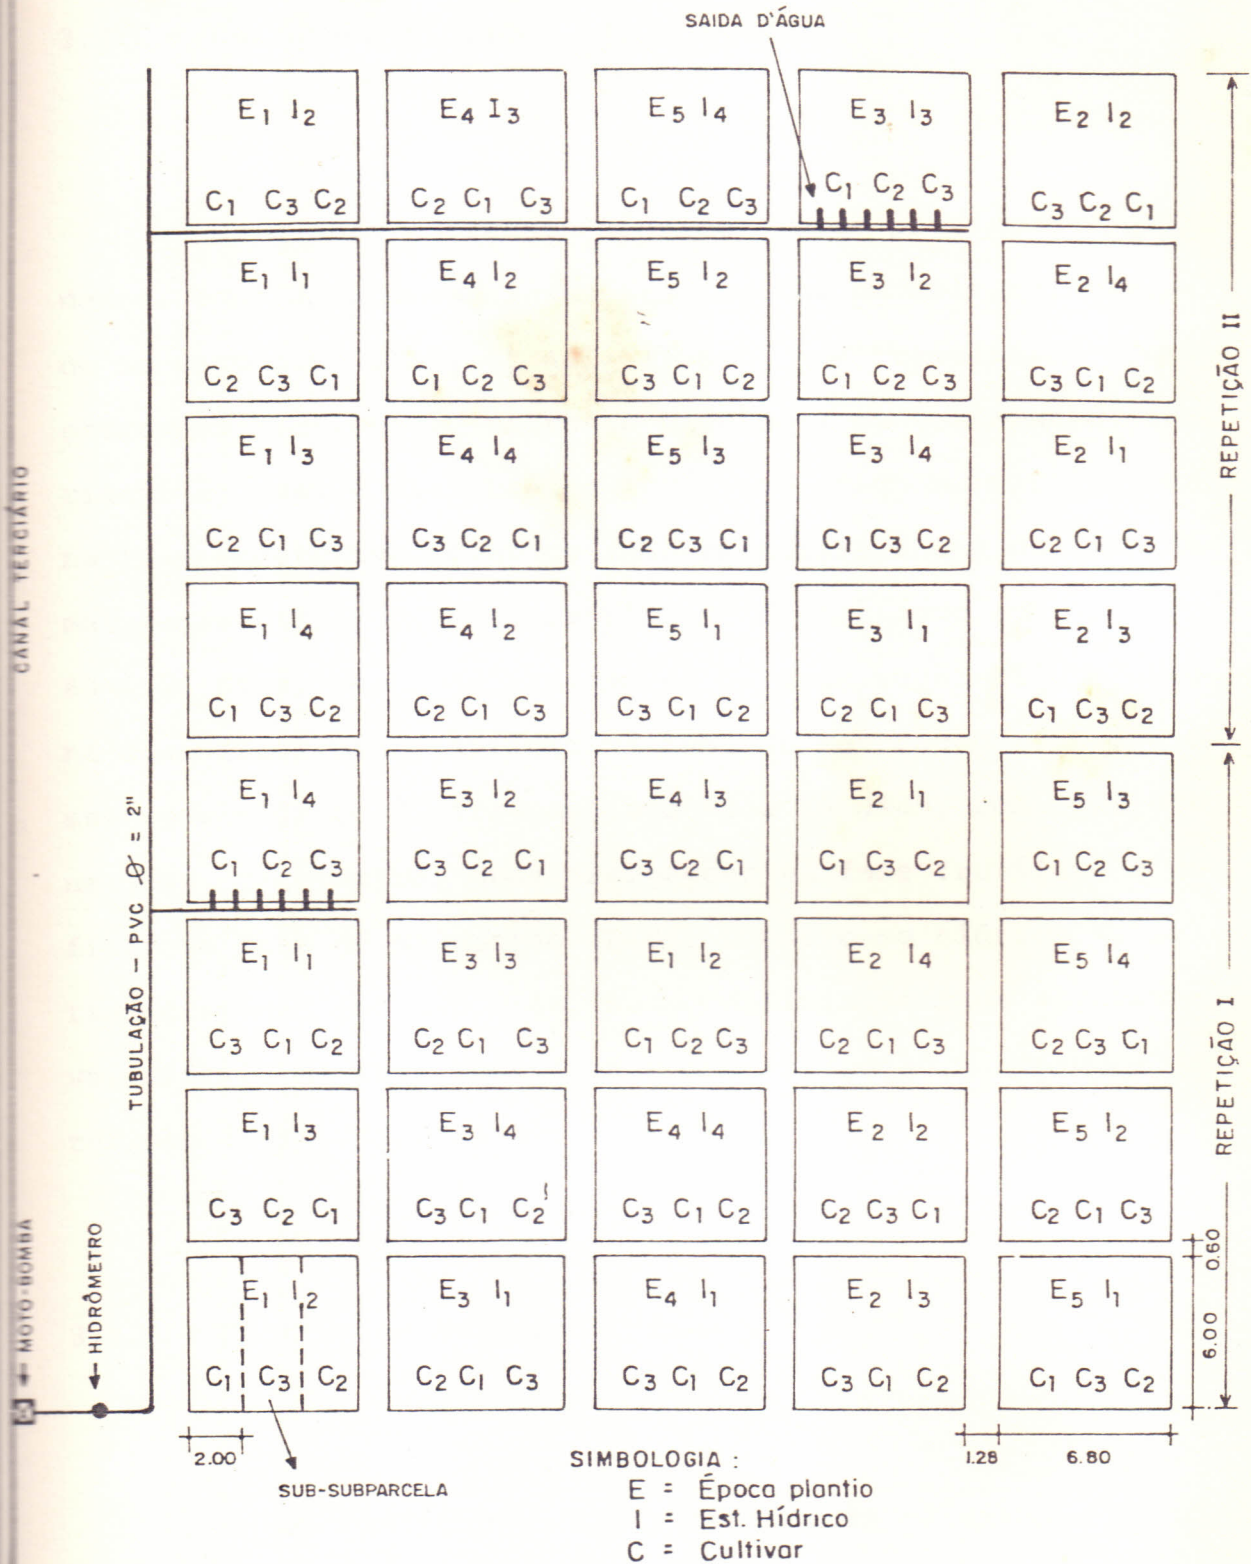 SAIDA D'ÁGUA
E₁ I₂ E₄ I₃ E₅ I₄ E₃ I₃ E₂ I₂
C₁ C₃ C₂ C₂ C₁ C₃ C₁ C₂ C₃ C₁ C₂ C₃ C₃ C₂ C₁
E₁ I₁ E₄ I₂ E₅ I₂ E₃ I₂ E₂ I₄
C₂ C₃ C₁ C₁ C₂ C₃ C₃ C₁ C₂ C₁ C₂ C₃ C₃ C₁ C₂
E₁ I₃ E₄ I₄ E₅ I₃ E₃ I₄ E₂ I₁
C₂ C₁ C₃ C₃ C₂ C₁ C₂ C₃ C₁ C₁ C₃ C₂ C₂ C₁ C₃
E₁ I₄ E₄ I₂ E₅ I₁ E₃ I₁ E₂ I₃
C₁ C₃ C₂ C₂ C₁ C₃ C₃ C₁ C₂ C₂ C₁ C₃ C₁ C₃ C₂
REPETIÇÃO II
E₁ I₄ E₃ I₂ E₄ I₃ E₂ I₁ E₅ I₃
C₁ C₂ C₃ C₃ C₂ C₁ C₃ C₂ C₁ C₁ C₃ C₂ C₁ C₂ C₃
E₁ I₁ E₃ I₃ E₁ I₂ E₂ I₄ E₅ I₄
C₃ C₁ C₂ C₂ C₁ C₃ C₁ C₂ C₃ C₂ C₁ C₃ C₂ C₃ C₁
E₁ I₃ E₃ I₄ E₄ I₄ E₂ I₂ E₅ I₂
C₃ C₂ C₁ C₃ C₁ C₂ C₃ C₁ C₂ C₂ C₃ C₁ C₂ C₁ C₃
E₁ I₂ E₃ I₁ E₄ I₁ E₂ I₃ E₅ I₁
C₁ C₃ C₂ C₂ C₁ C₃ C₃ C₁ C₂ C₃ C₁ C₂ C₁ C₃ C₂
REPETIÇÃO I
0.60
6.00
CANAL TERCIÁRIO
TUBULAÇÃO - PVC Ø = 2"
MOTO-BOMBA
HIDRÔMETRO
2.00
1.28 6.80
SUB-SUBPARCELA
SIMBOLOGIA :
E = Época plantio
I = Est. Hídrico
C = Cultivar